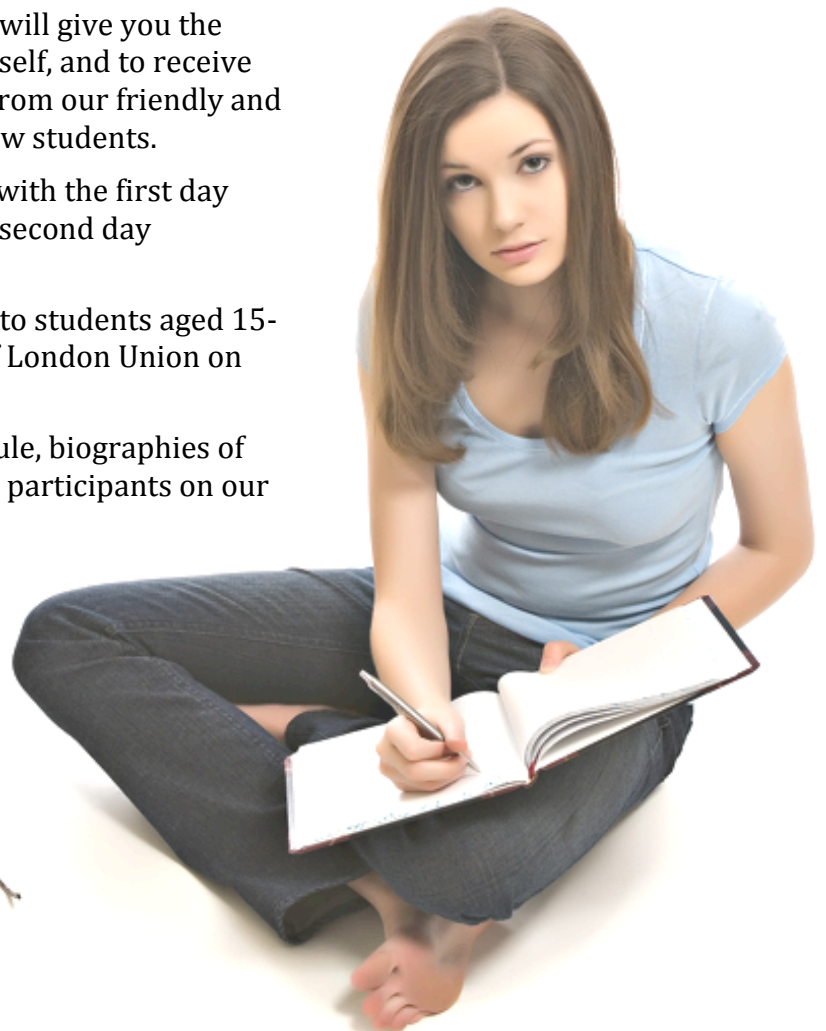 will give you the
self, and to receive
from our friendly and
w students.
with the first day
second day
to students aged 15-
f London Union on
ule, biographies of
participants on our